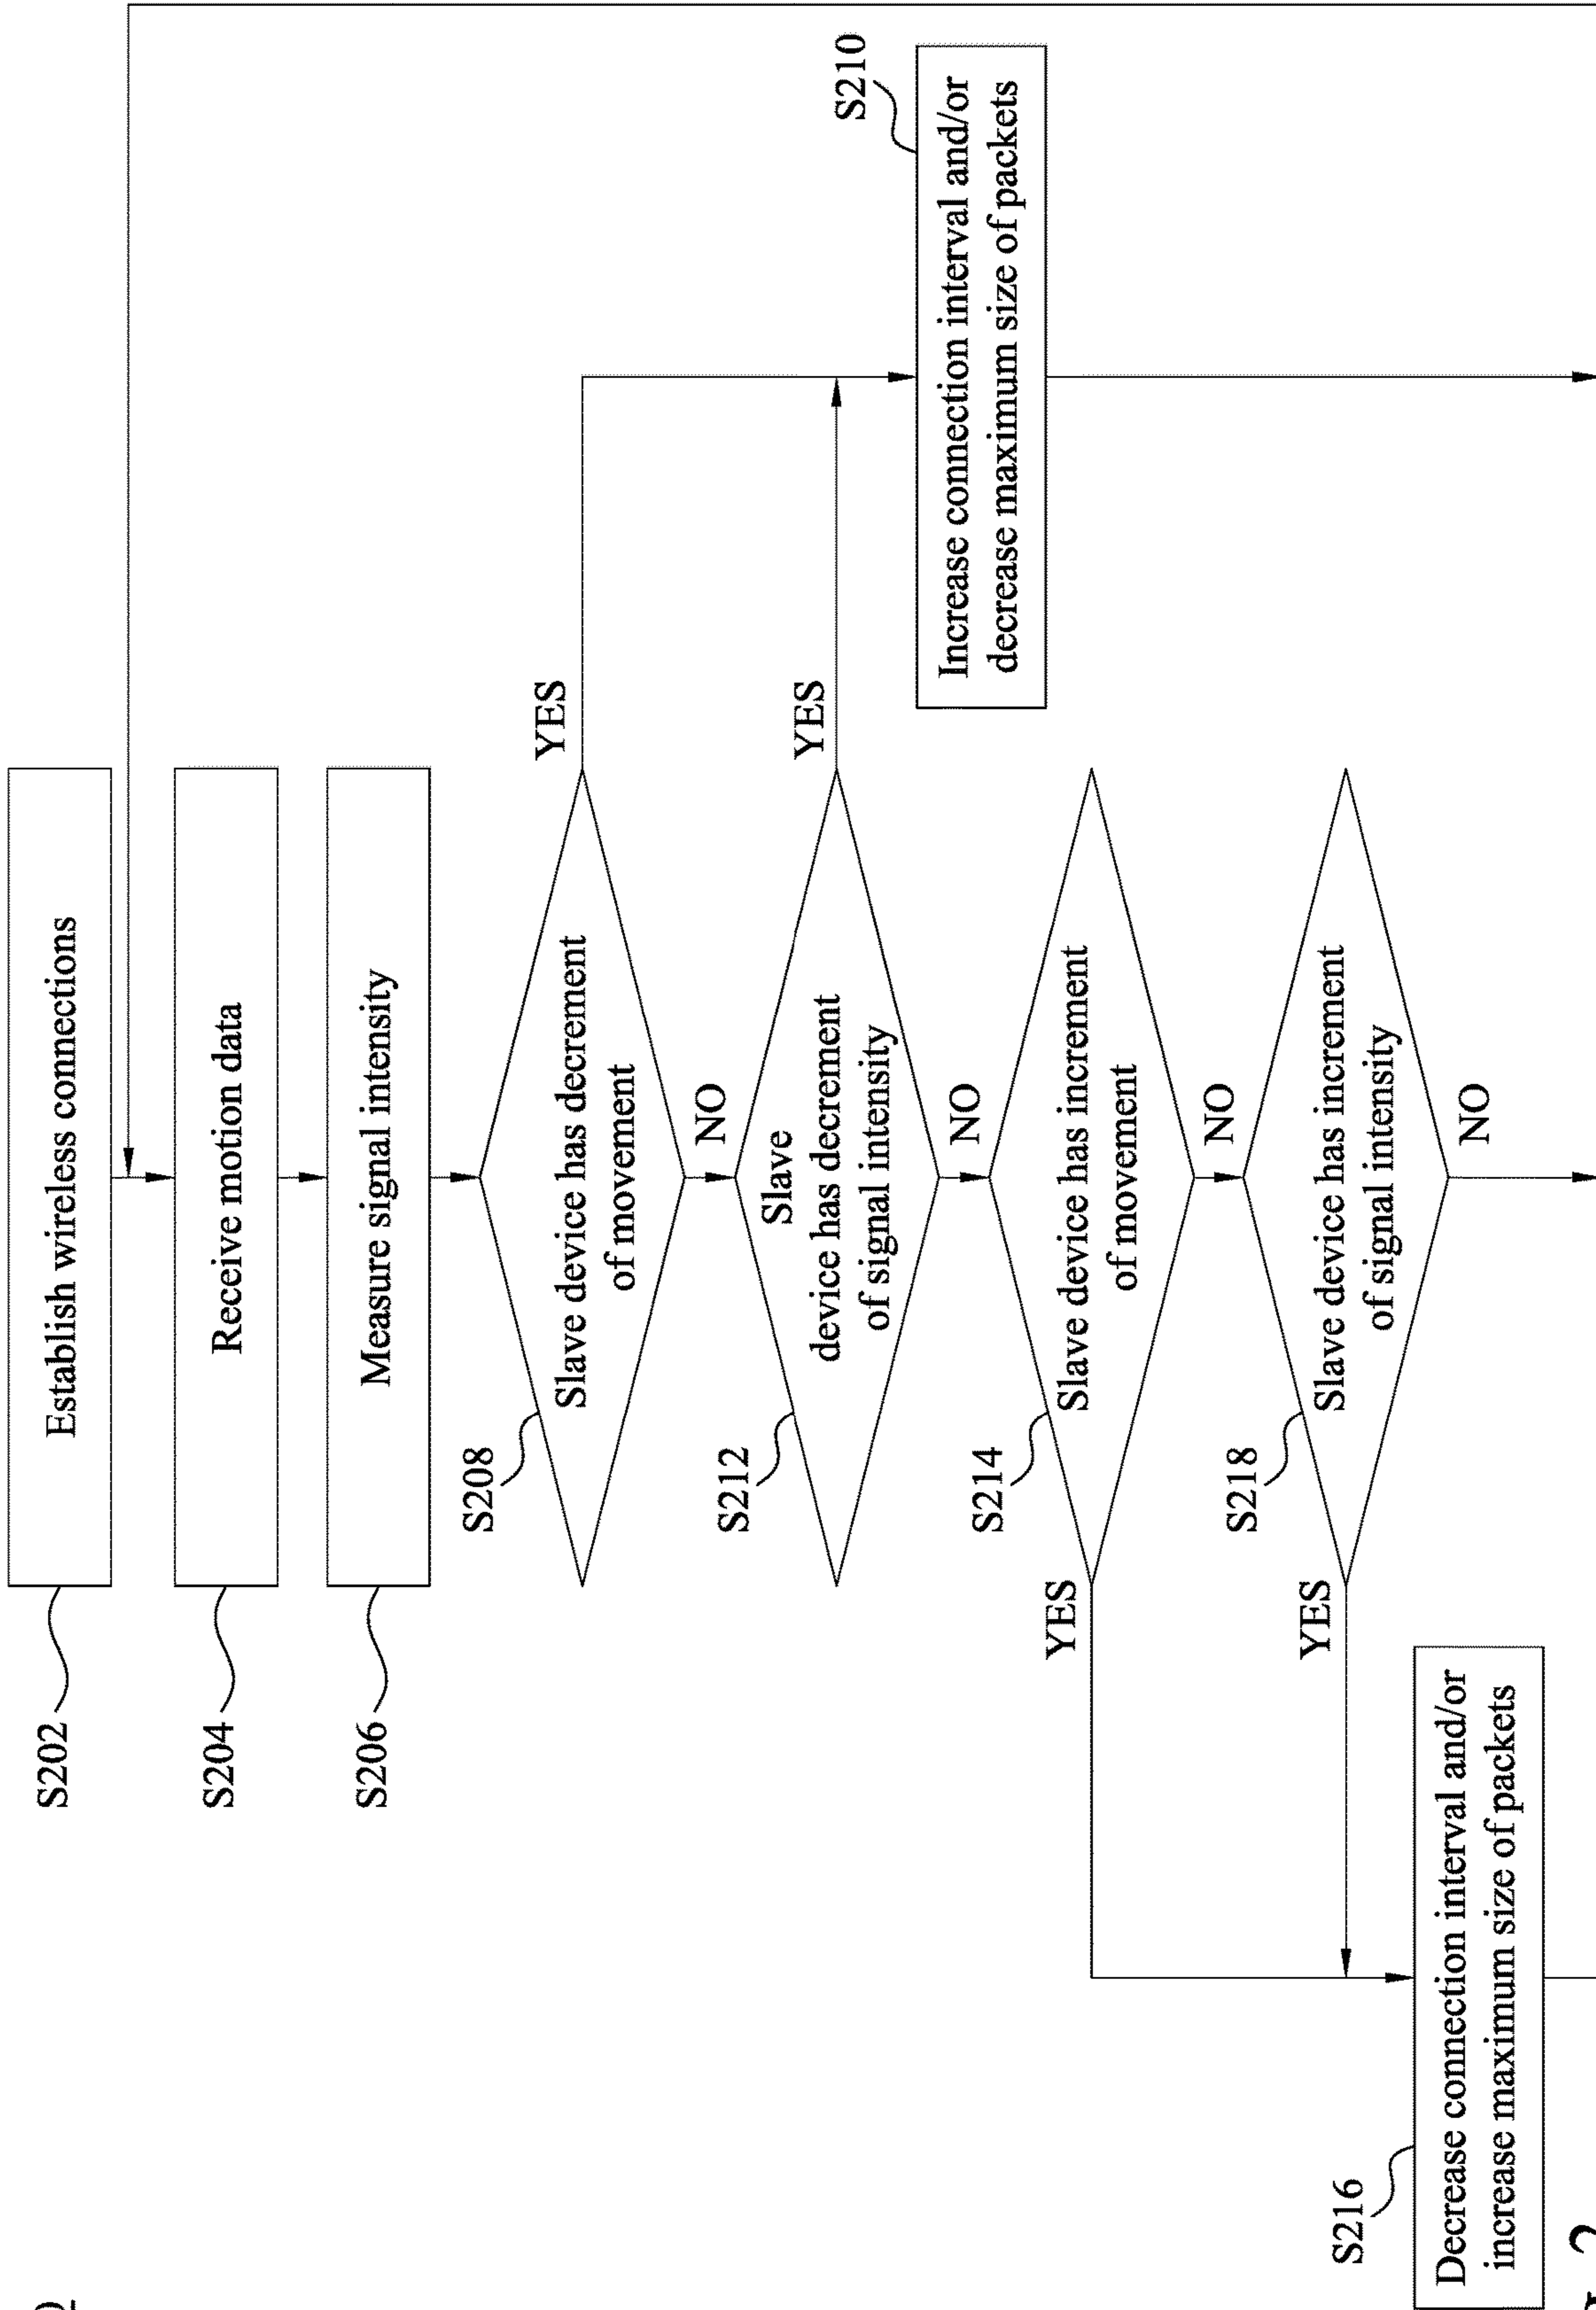 S202
Establish wireless connections
S204
Receive motion data
S206
Measure signal intensity
S208
Slave device has decrement
of movement
YES
NO
S210
Increase connection interval and/or
decrease maximum size of packets
S212
Slave
device has decrement
of signal intensity
YES
NO
S214
Slave device has increment
of movement
YES
NO
S216
Decrease connection interval and/or
increase maximum size of packets
S218
Slave device has increment
of signal intensity
YES
NO